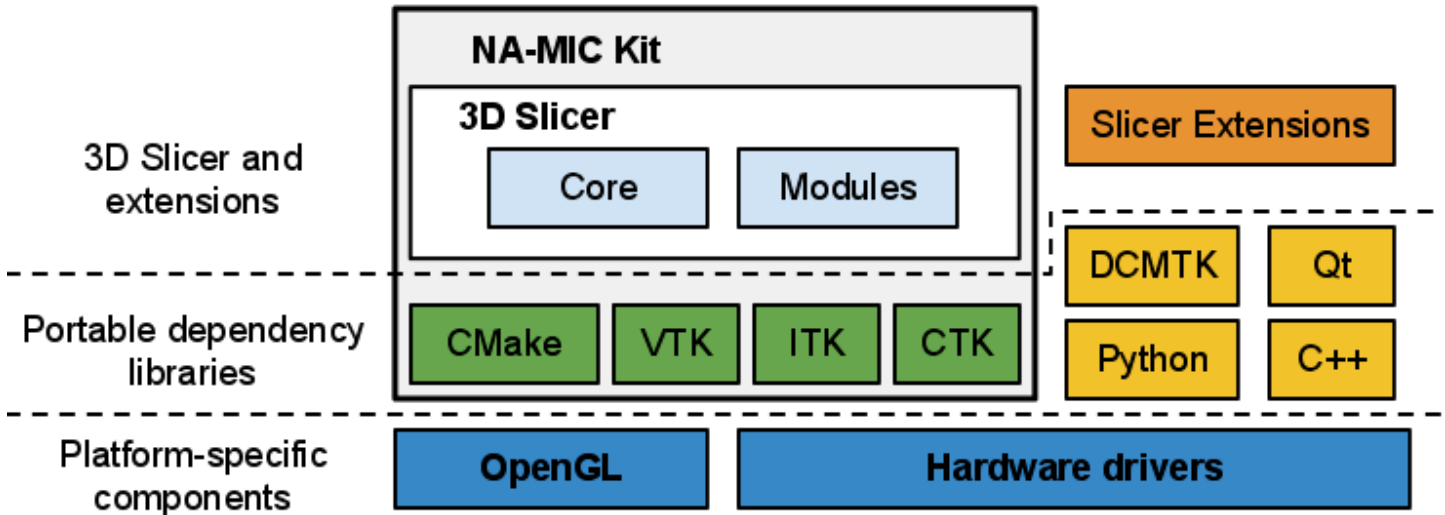 NA-MIC Kit
3D Slicer
Core
Modules
Slicer Extensions
3D Slicer and
extensions
DCMTK
Qt
Portable dependency
libraries
CMake
VTK
ITK
CTK
Python
C++
Platform-specific
components
OpenGL
Hardware drivers